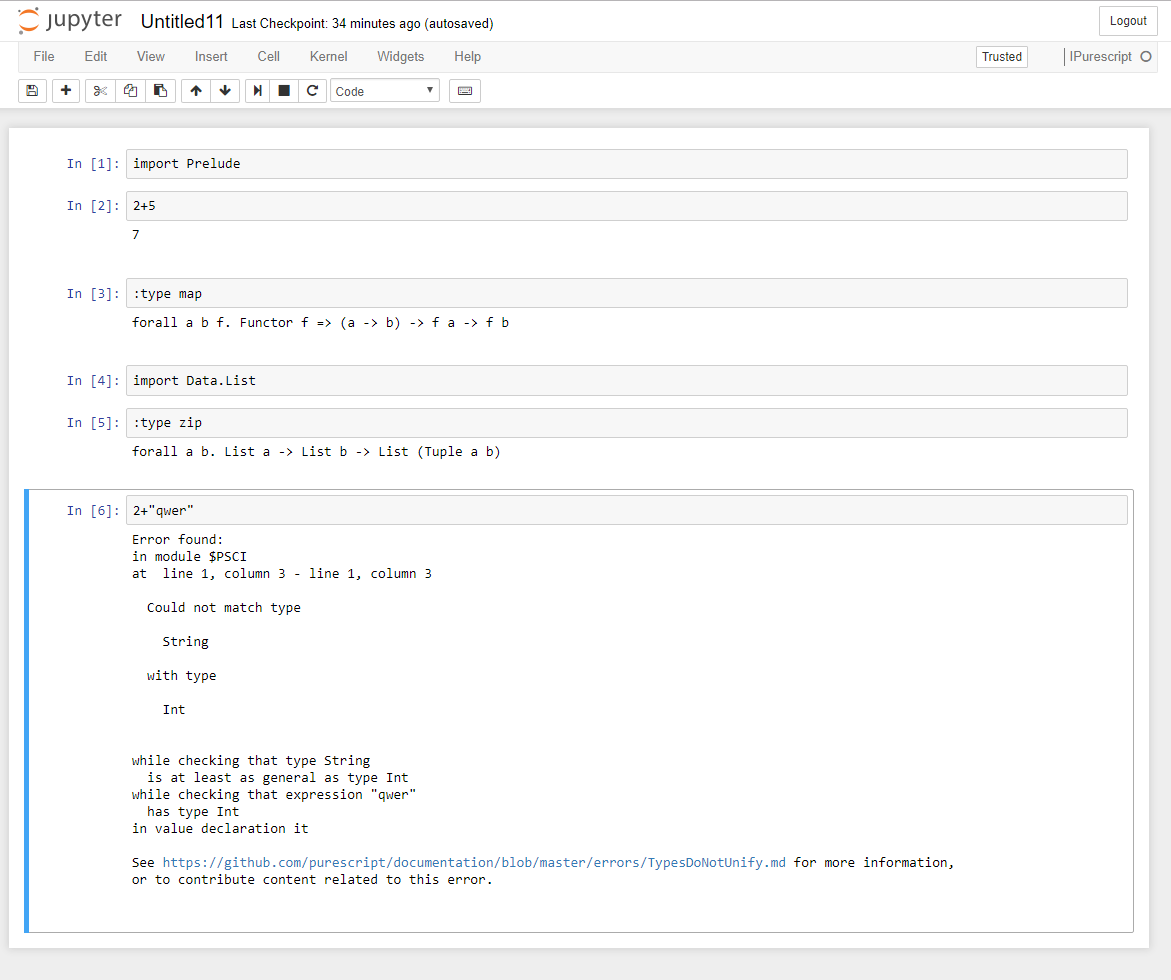 jupyter Untitled11 Last Checkpoint: 34 minutes ago (autosaved) Logout
File Edit View Insert Cell Kernel Widgets Help Trusted IPurescript
Code
In [1]: import Prelude
In [2]: 2+5
7
In [3]: :type map
forall a b f. Functor f => (a -> b) -> f a -> f b
In [4]: import Data.List
In [5]: :type zip
forall a b. List a -> List b -> List (Tuple a b)
In [6]: 2+"qwer"
Error found:
in module $PSCI
at  line 1, column 3 - line 1, column 3
Could not match type
String
with type
Int
while checking that type String
is at least as general as type Int
while checking that expression "qwer"
has type Int
in value declaration it
See https://github.com/purescript/documentation/blob/master/errors/TypesDoNotUnify.md for more information,
or to contribute content related to this error.